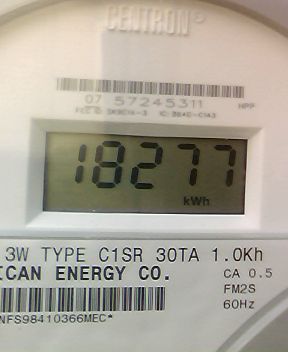 CENTRON®
07 57245311 HPP
18277
kWh
3W TYPE C1SR 30TA 1.0Kh
ICAN ENERGY CO. CA 0.5
FM2S
NFS98410366MEC* 60Hz